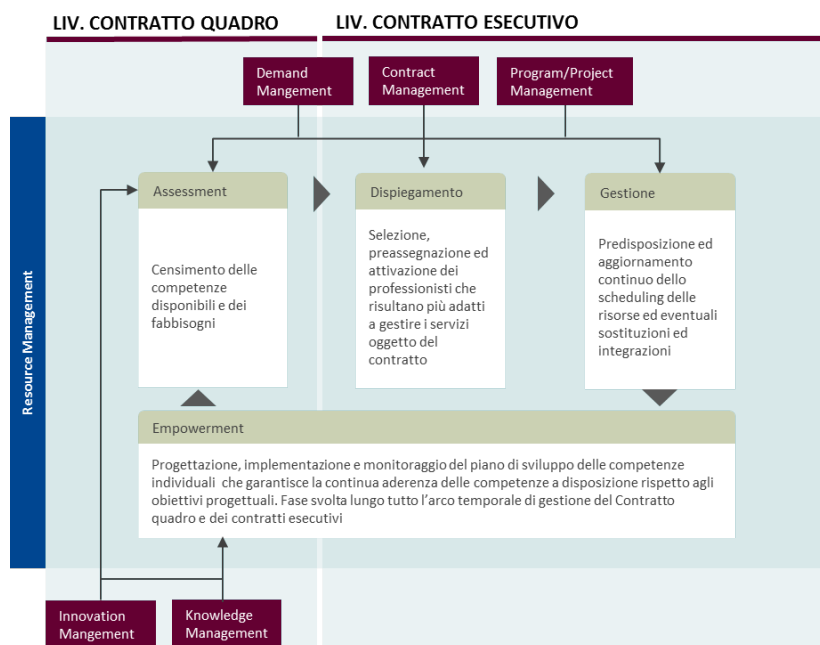 LIV. CONTRATTO QUADRO
LIV. CONTRATTO ESECUTIVO
Demand
Mangement
Contract
Management
Program/Project
Management
Resource Management
Assessment
Censimento delle
competenze
disponibili e dei
fabbisogni
Dispiegamento
Selezione,
preassegnazione ed
attivazione dei
professionisti che
risultano più adatti
a gestire i servizi
oggetto del
contratto
Gestione
Predisposizione ed
aggiornamento
continuo dello
scheduling delle
risorse ed eventuali
sostituzioni ed
integrazioni
Empowerment
Progettazione, implementazione e monitoraggio del piano di sviluppo delle competenze
individuali che garantisce la continua aderenza delle competenze a disposizione rispetto agli
obiettivi progettuali. Fase svolta lungo tutto l’arco temporale di gestione del Contratto
quadro e dei contratti esecutivi
Innovation
Mangement
Knowledge
Management